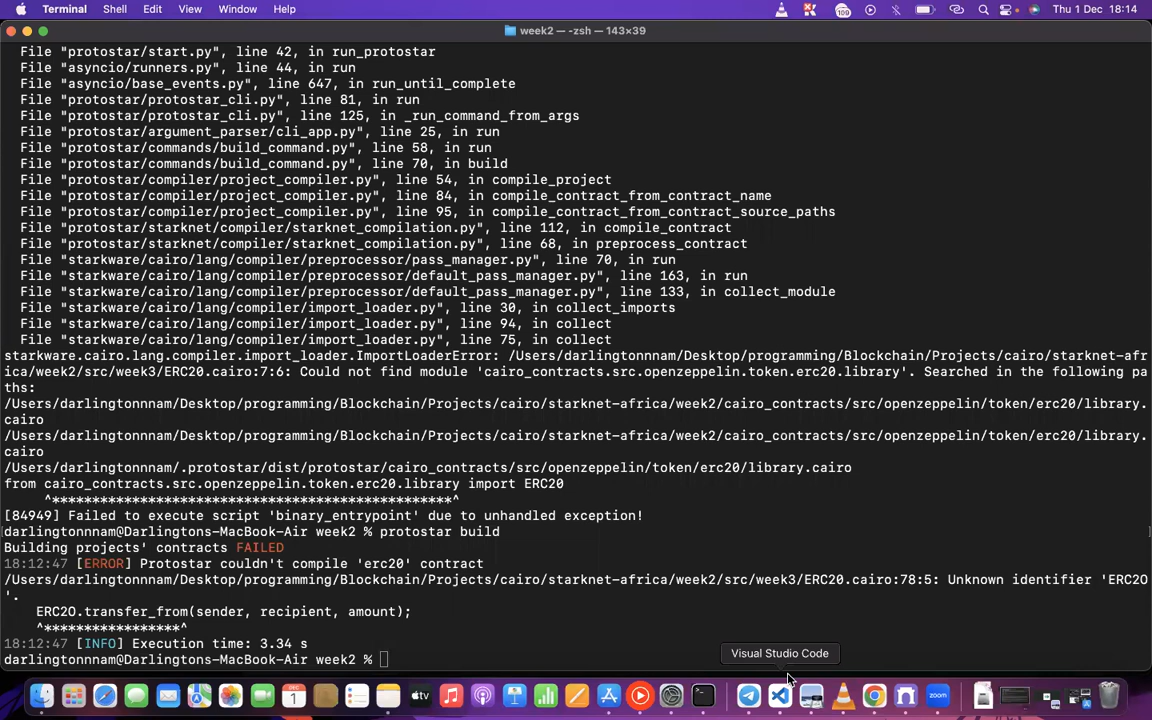 Terminal Shell Edit View Window Help 100 Thu 1 Dec 18:14
week2 — -zsh — 143×39
File "protostar/start.py", line 42, in run_protostar
File "asyncio/runners.py", line 44, in run
File "asyncio/base_events.py", line 647, in run_until_complete
File "protostar/protostar_cli.py", line 81, in run
File "protostar/protostar_cli.py", line 125, in _run_command_from_args
File "protostar/argument_parser/cli_app.py", line 25, in run
File "protostar/commands/build_command.py", line 58, in run
File "protostar/commands/build_command.py", line 70, in build
File "protostar/compiler/project_compiler.py", line 54, in compile_project
File "protostar/compiler/project_compiler.py", line 84, in compile_contract_from_contract_name
File "protostar/compiler/project_compiler.py", line 95, in compile_contract_from_contract_source_paths
File "protostar/starknet/compiler/starknet_compilation.py", line 112, in compile_contract
File "protostar/starknet/compiler/starknet_compilation.py", line 68, in preprocess_contract
File "starkware/cairo/lang/compiler/preprocessor/pass_manager.py", line 70, in run
File "starkware/cairo/lang/compiler/preprocessor/default_pass_manager.py", line 163, in run
File "starkware/cairo/lang/compiler/preprocessor/default_pass_manager.py", line 133, in collect_module
File "starkware/cairo/lang/compiler/import_loader.py", line 30, in collect_imports
File "starkware/cairo/lang/compiler/import_loader.py", line 94, in collect
File "starkware/cairo/lang/compiler/import_loader.py", line 75, in collect
starkware.cairo.lang.compiler.import_loader.ImportLoaderError: /Users/darlingtonnnam/Desktop/programming/Blockchain/Projects/cairo/starknet-afr
ica/week2/src/week3/ERC20.cairo:7:6: Could not find module 'cairo_contracts.src.openzeppelin.token.erc20.library'. Searched in the following pa
ths:
/Users/darlingtonnnam/Desktop/programming/Blockchain/Projects/cairo/starknet-africa/week2/cairo_contracts/src/openzeppelin/token/erc20/library.
cairo
/Users/darlingtonnnam/Desktop/programming/Blockchain/Projects/cairo/starknet-africa/week2/cairo_contracts/src/openzeppelin/token/erc20/library.
cairo
/Users/darlingtonnnam/.protostar/dist/protostar/cairo_contracts/src/openzeppelin/token/erc20/library.cairo
from cairo_contracts.src.openzeppelin.token.erc20.library import ERC20
^**************************************************^
[84949] Failed to execute script 'binary_entrypoint' due to unhandled exception!
[darlingtonnnam@Darlingtons-MacBook-Air week2 % protostar build ]
Building projects' contracts FAILED
18:12:47 [ERROR] Protostar couldn't compile 'erc20' contract
/Users/darlingtonnnam/Desktop/programming/Blockchain/Projects/cairo/starknet-africa/week2/src/week3/ERC20.cairo:78:5: Unknown identifier 'ERC2O
'.
ERC2O.transfer_from(sender, recipient, amount);
^*****************^
18:12:47 [INFO] Execution time: 3.34 s
darlingtonnnam@Darlingtons-MacBook-Air week2 %
Visual Studio Code
DEC
1
tv
zoom